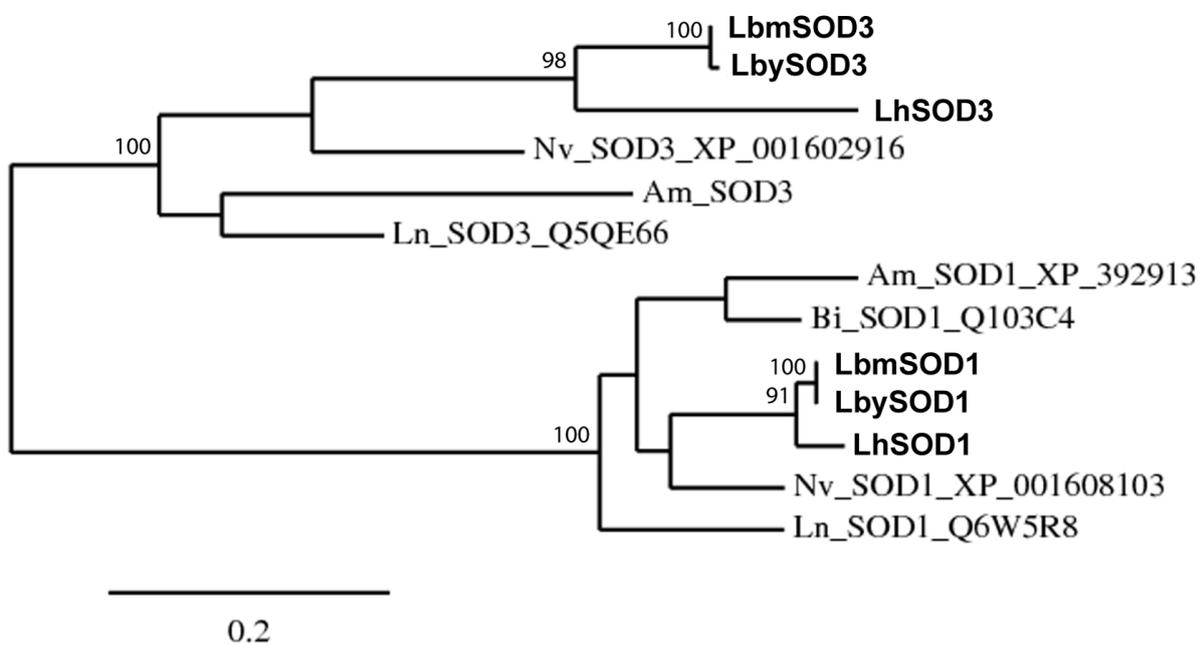 100 LbmSOD3
98 LbySOD3
LhSOD3
100 Nv_SOD3_XP_001602916
Am_SOD3
Ln_SOD3_Q5QE66
Am_SOD1_XP_392913
Bi_SOD1_Q103C4
100 LbmSOD1
91 LbySOD1
100 LhSOD1
Nv_SOD1_XP_001608103
Ln_SOD1_Q6W5R8
0.2